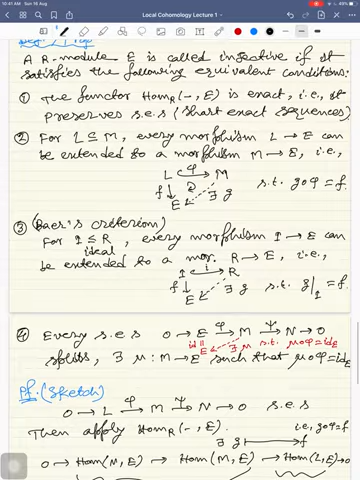 10:41 AM Sun 16 Aug
Local Cohomology Lecture 1
A R-module E is called injective if it
satisfies the following equivalent conditions:
① The functor Hom_R(-, E) is exact, i.e., it
preserves s.e.s (short exact sequences)
② For L ⊆ M, every morphism L → E can
be extended to a morphism M → E, i.e.,
L φ M
f E ∃ g s.t. g∘φ = f.
③ (Baer's criterion)
For I ≤ R, every morphism I → E can
ideal
be extended to a mor. R → E, i.e.,
I i R
f E ∃ g s.t. g|_I = f.
④ Every s.e.s 0 → E φ→ M ψ→ N → 0
id E ∃ μ s.t. μ∘φ = id_E
splits, ∃ μ: M → E such that μ∘φ = id_E
Pf. (Sketch)
0 → L φ→ M ψ→ N → 0 s.e.s
Then apply Hom_R(-, E). i.e., g∘φ = f
∃ g ↦ f
0 → Hom(N, E) → Hom(M, E) → Hom(L, E) → 0